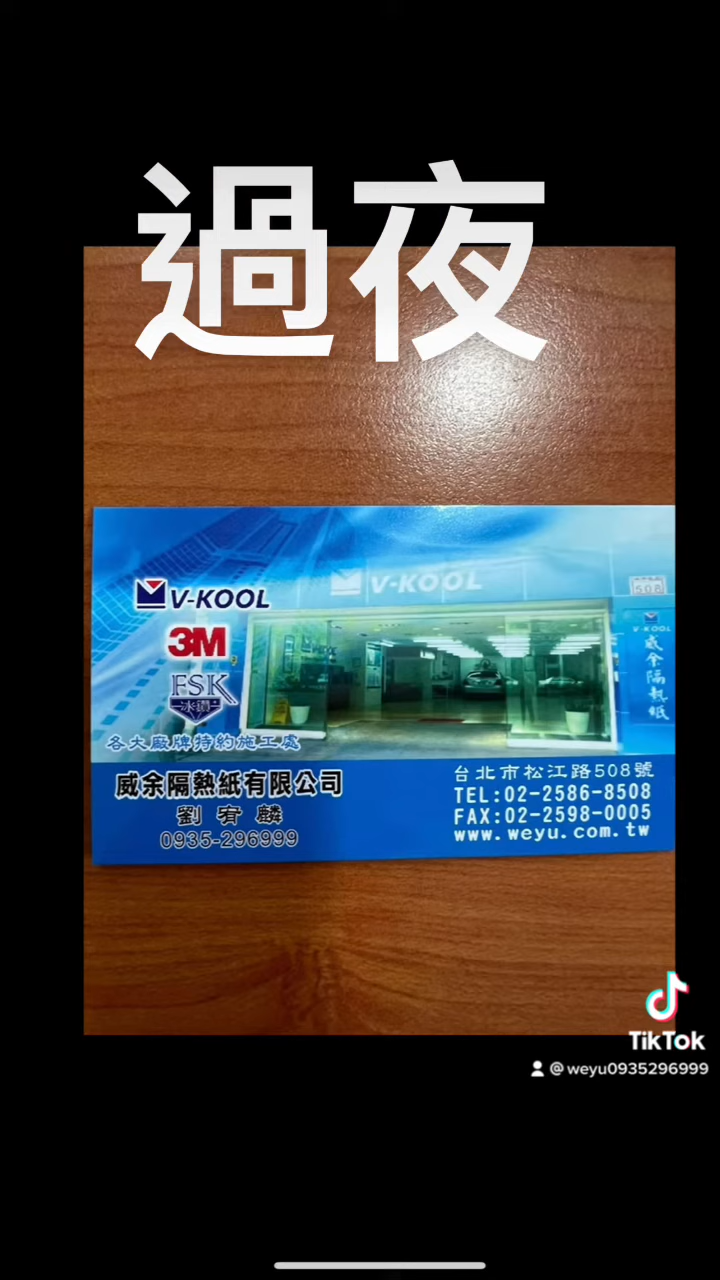 過夜
V-KOOL
V-KOOL
508
V-KOOL
威余隔熱紙
3M
FSK
冰鑽
各大廠牌特約施工處
威余隔熱紙有限公司
劉宥麟
0935-296999
台北市松江路508號
TEL:02-2586-8508
FAX:02-2598-0005
www.weyu.com.tw
TikTok
@weyu0935296999